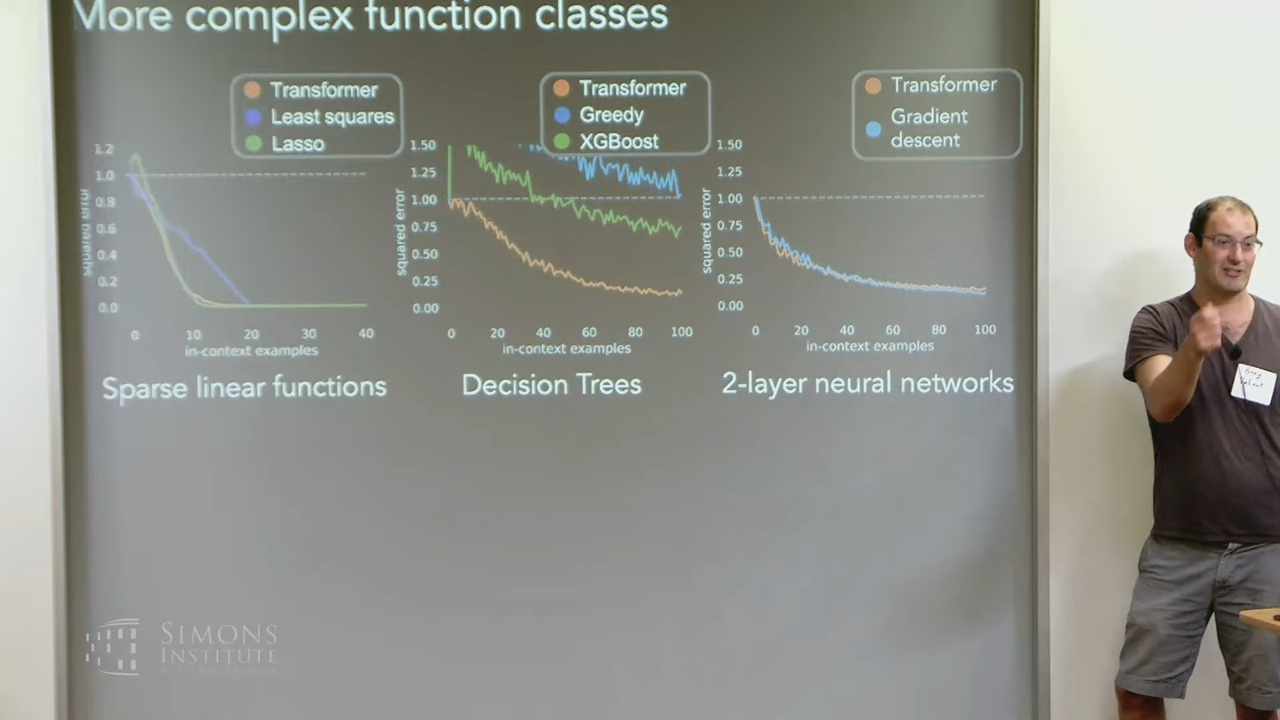 More complex function classes
Transformer
Least squares
Lasso
1.2
1.0
0.8
0.6
0.4
0.2
0.0
squared error
0 10 20 30 40
in-context examples
Sparse linear functions
Transformer
Greedy
XGBoost
1.50
1.25
1.00
0.75
0.50
0.25
0.00
squared error
0 20 40 60 80 100
in-context examples
Decision Trees
Transformer
Gradient
descent
1.50
1.25
1.00
0.75
0.50
0.25
0.00
squared error
0 20 40 60 80 100
in-context examples
2-layer neural networks
SIMONS
INSTITUTE